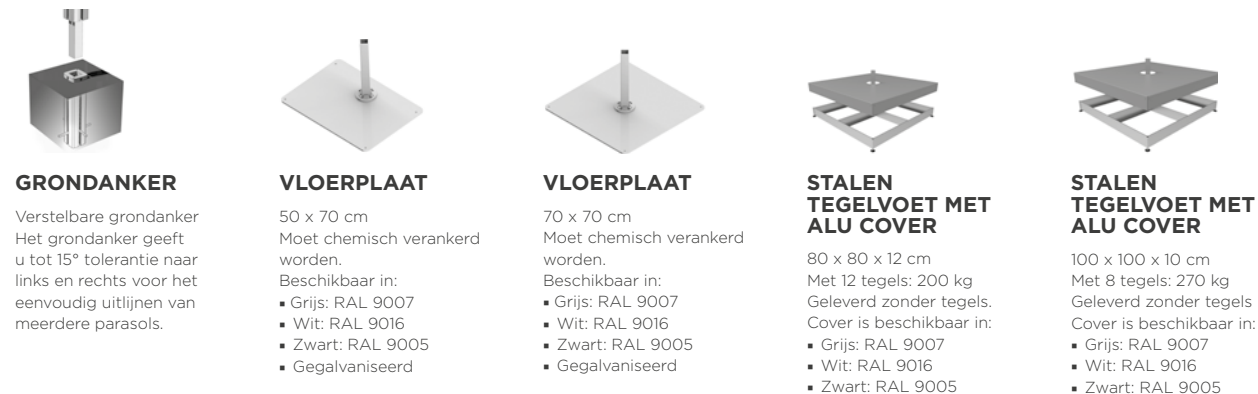 GRONDANKER
Verstelbare grondanker
Het grondanker geeft
u tot 15° tolerantie naar
links en rechts voor het
eenvoudig uitlijnen van
meerdere parasols.
VLOERPLAAT
50 x 70 cm
Moet chemisch verankerd
worden.
Beschikbaar in:
▪ Grijs: RAL 9007
▪ Wit: RAL 9016
▪ Zwart: RAL 9005
▪ Gegalvaniseerd
VLOERPLAAT
70 x 70 cm
Moet chemisch verankerd
worden.
Beschikbaar in:
▪ Grijs: RAL 9007
▪ Wit: RAL 9016
▪ Zwart: RAL 9005
▪ Gegalvaniseerd
STALEN
TEGELVOET MET
ALU COVER
80 x 80 x 12 cm
Met 12 tegels: 200 kg
Geleverd zonder tegels.
Cover is beschikbaar in:
▪ Grijs: RAL 9007
▪ Wit: RAL 9016
▪ Zwart: RAL 9005
STALEN
TEGELVOET MET
ALU COVER
100 x 100 x 10 cm
Met 8 tegels: 270 kg
Geleverd zonder tegels
Cover is beschikbaar in:
▪ Grijs: RAL 9007
▪ Wit: RAL 9016
▪ Zwart: RAL 9005